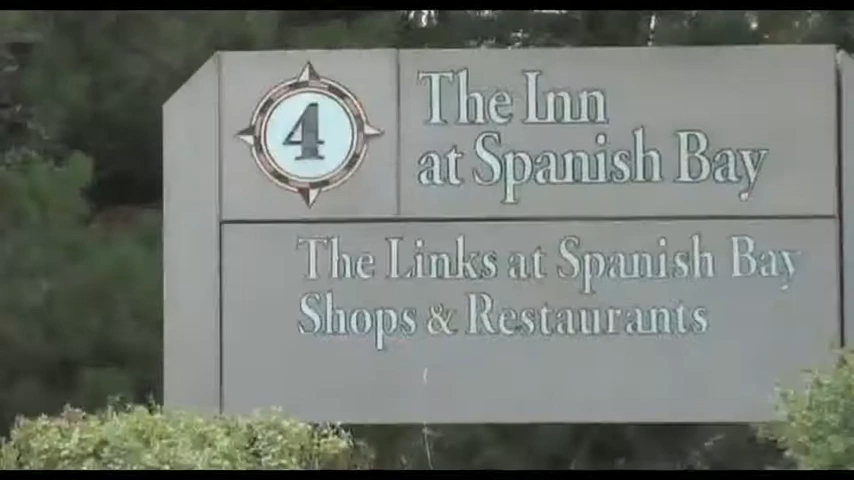 4
The Inn
at Spanish Bay
The Links at Spanish Bay
Shops & Restaurants